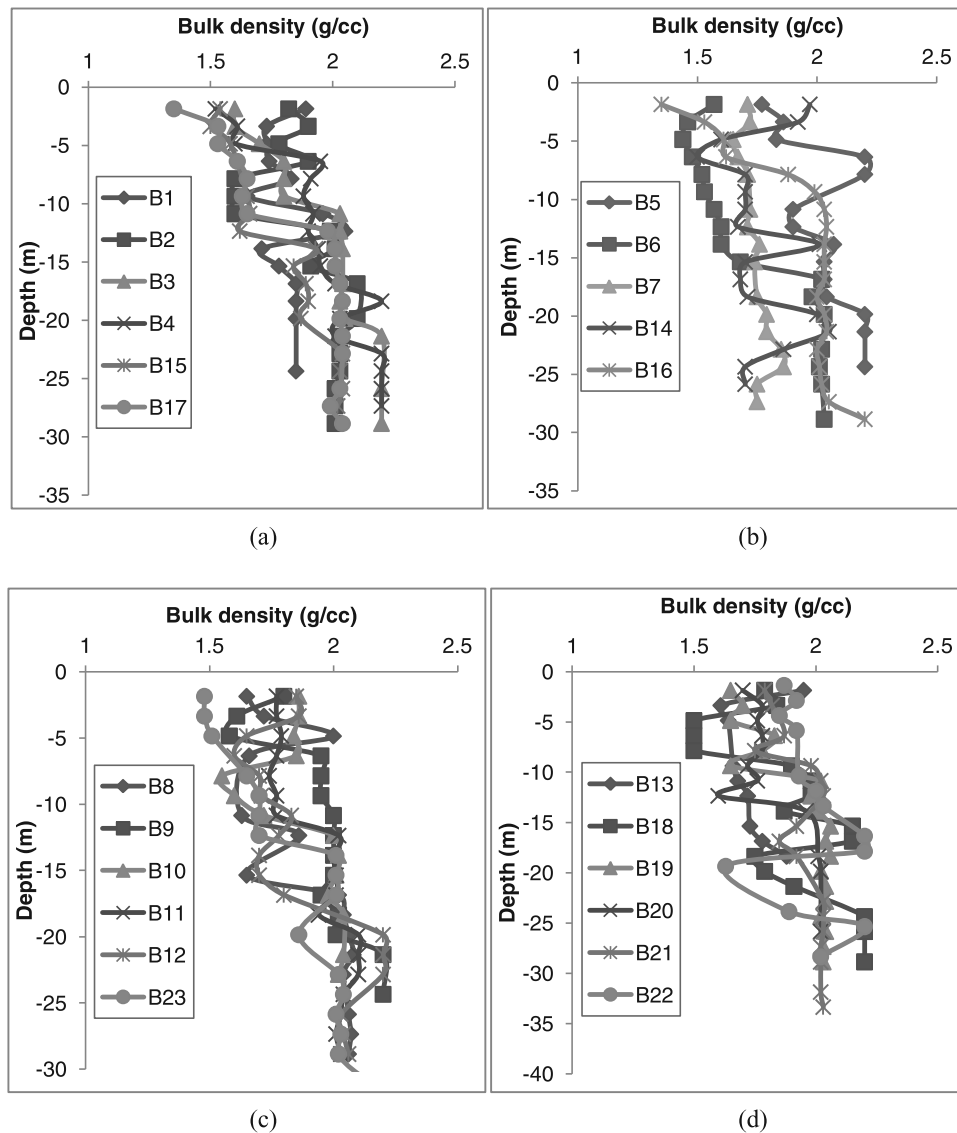 Bulk density (g/cc)
1 1.5 2 2.5
0
-5
-10
-15
-20
-25
-30
-35
Depth (m)
B1
B2
B3
B4
B15
B17
(a)
Bulk density (g/cc)
1 1.5 2 2.5
0
-5
-10
-15
-20
-25
-30
-35
Depth (m)
B5
B6
B7
B14
B16
(b)
Bulk density (g/cc)
1 1.5 2 2.5
0
-5
-10
-15
-20
-25
-30
Depth (m)
B8
B9
B10
B11
B12
B23
(c)
Bulk density (g/cc)
1 1.5 2 2.5
0
-5
-10
-15
-20
-25
-30
-35
-40
Depth (m)
B13
B18
B19
B20
B21
B22
(d)